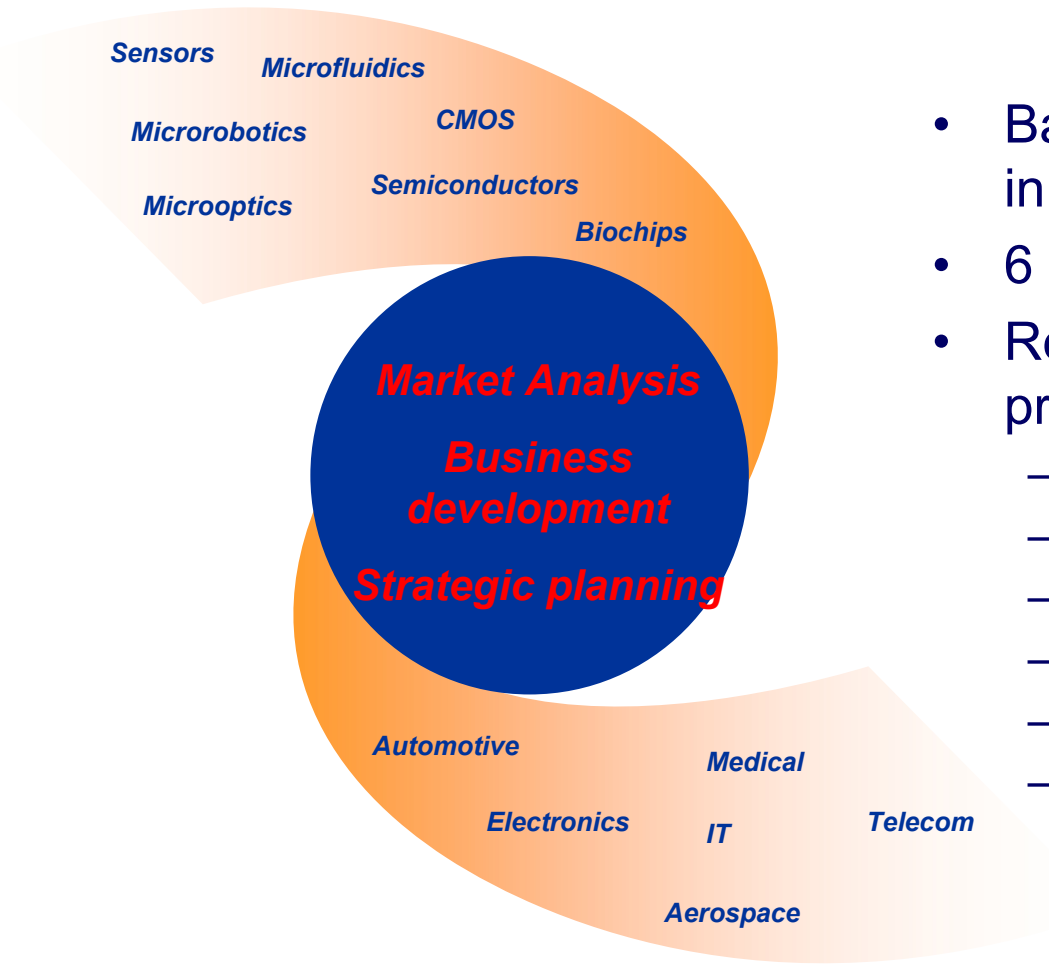 Sensors
Microfluidics
CMOS
Microrobotics
Semiconductors
Microoptics
Biochips
Market Analysis
Business
development
Strategic planning
Automotive
Medical
Electronics
IT
Telecom
Aerospace
• 
in
• 6
•
–
–
–
–
–
–